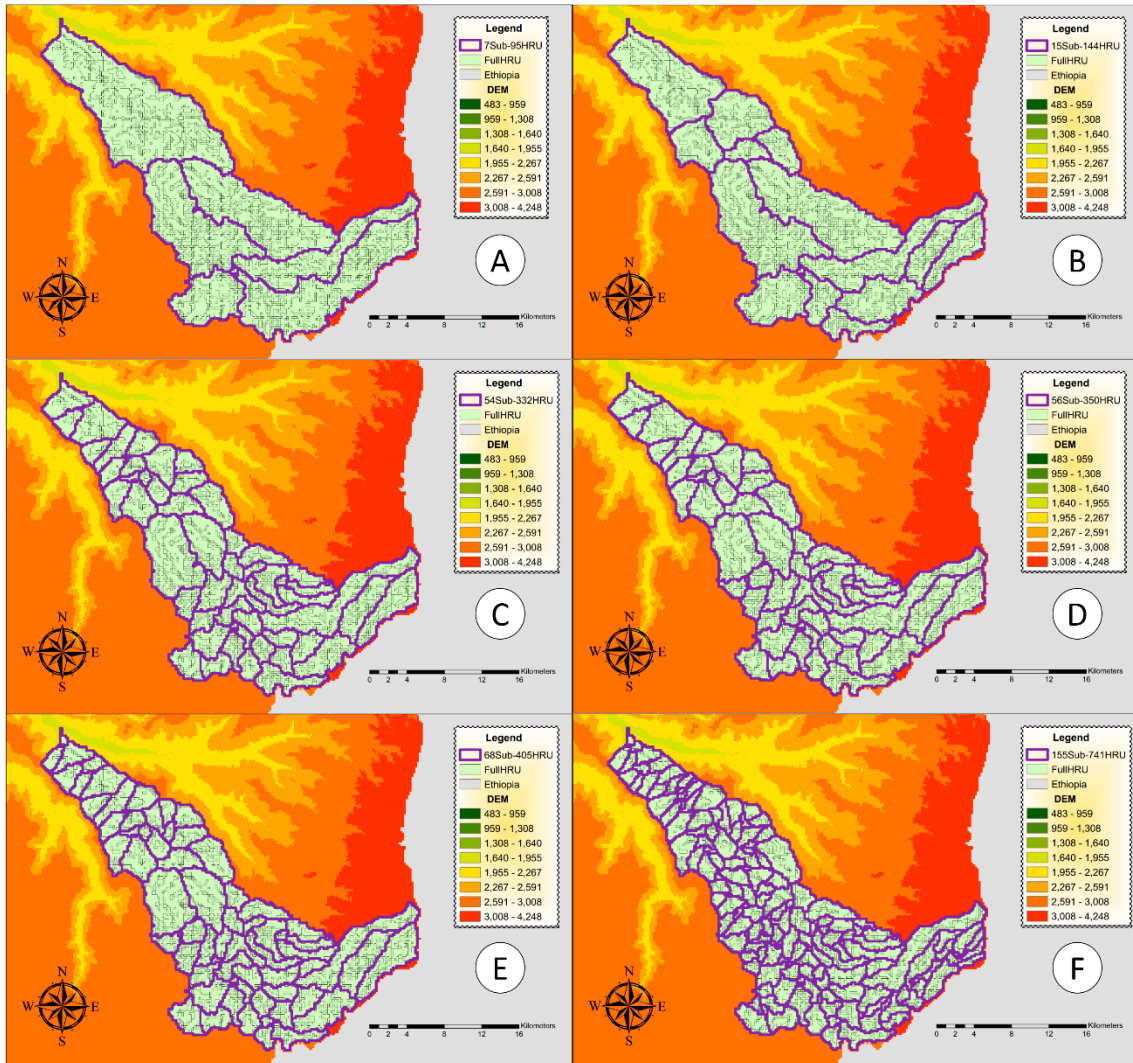 Legend
7Sub-95HRU
FullHRU
Ethiopia
DEM
483 - 959
959 - 1,308
1,308 - 1,640
1,640 - 1,955
1,955 - 2,267
2,267 - 2,591
2,591 - 3,008
3,008 - 4,248
A
N
W E
S
Kilometers
0 2 4 8 12 16
Legend
15Sub-144HRU
FullHRU
Ethiopia
DEM
483 - 959
959 - 1,308
1,308 - 1,640
1,640 - 1,955
1,955 - 2,267
2,267 - 2,591
2,591 - 3,008
3,008 - 4,248
B
N
W E
S
Kilometers
0 2 4 8 12 16
Legend
54Sub-332HRU
FullHRU
Ethiopia
DEM
483 - 959
959 - 1,308
1,308 - 1,640
1,640 - 1,955
1,955 - 2,267
2,267 - 2,591
2,591 - 3,008
3,008 - 4,248
C
N
W E
S
Kilometers
0 2 4 8 12 16
Legend
56Sub-350HRU
FullHRU
Ethiopia
DEM
483 - 959
959 - 1,308
1,308 - 1,640
1,640 - 1,955
1,955 - 2,267
2,267 - 2,591
2,591 - 3,008
3,008 - 4,248
D
N
W E
S
Kilometers
0 2 4 8 12 16
Legend
68Sub-405HRU
FullHRU
Ethiopia
DEM
483 - 959
959 - 1,308
1,308 - 1,640
1,640 - 1,955
1,955 - 2,267
2,267 - 2,591
2,591 - 3,008
3,008 - 4,248
E
N
W E
S
Kilometers
0 2 4 8 12 16
Legend
155Sub-741HRU
FullHRU
Ethiopia
DEM
483 - 959
959 - 1,308
1,308 - 1,640
1,640 - 1,955
1,955 - 2,267
2,267 - 2,591
2,591 - 3,008
3,008 - 4,248
F
N
W E
S
Kilometers
0 2 4 8 12 16